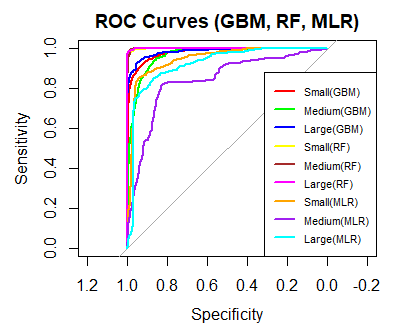 ROC Curves (GBM, RF, MLR)
Sensitivity
1.0
0.8
0.6
0.4
0.2
0.0
Small(GBM)
Medium(GBM)
Large(GBM)
Small(RF)
Medium(RF)
Large(RF)
Small(MLR)
Medium(MLR)
Large(MLR)
1.2 1.0 0.8 0.6 0.4 0.2 0.0 -0.2
Specificity